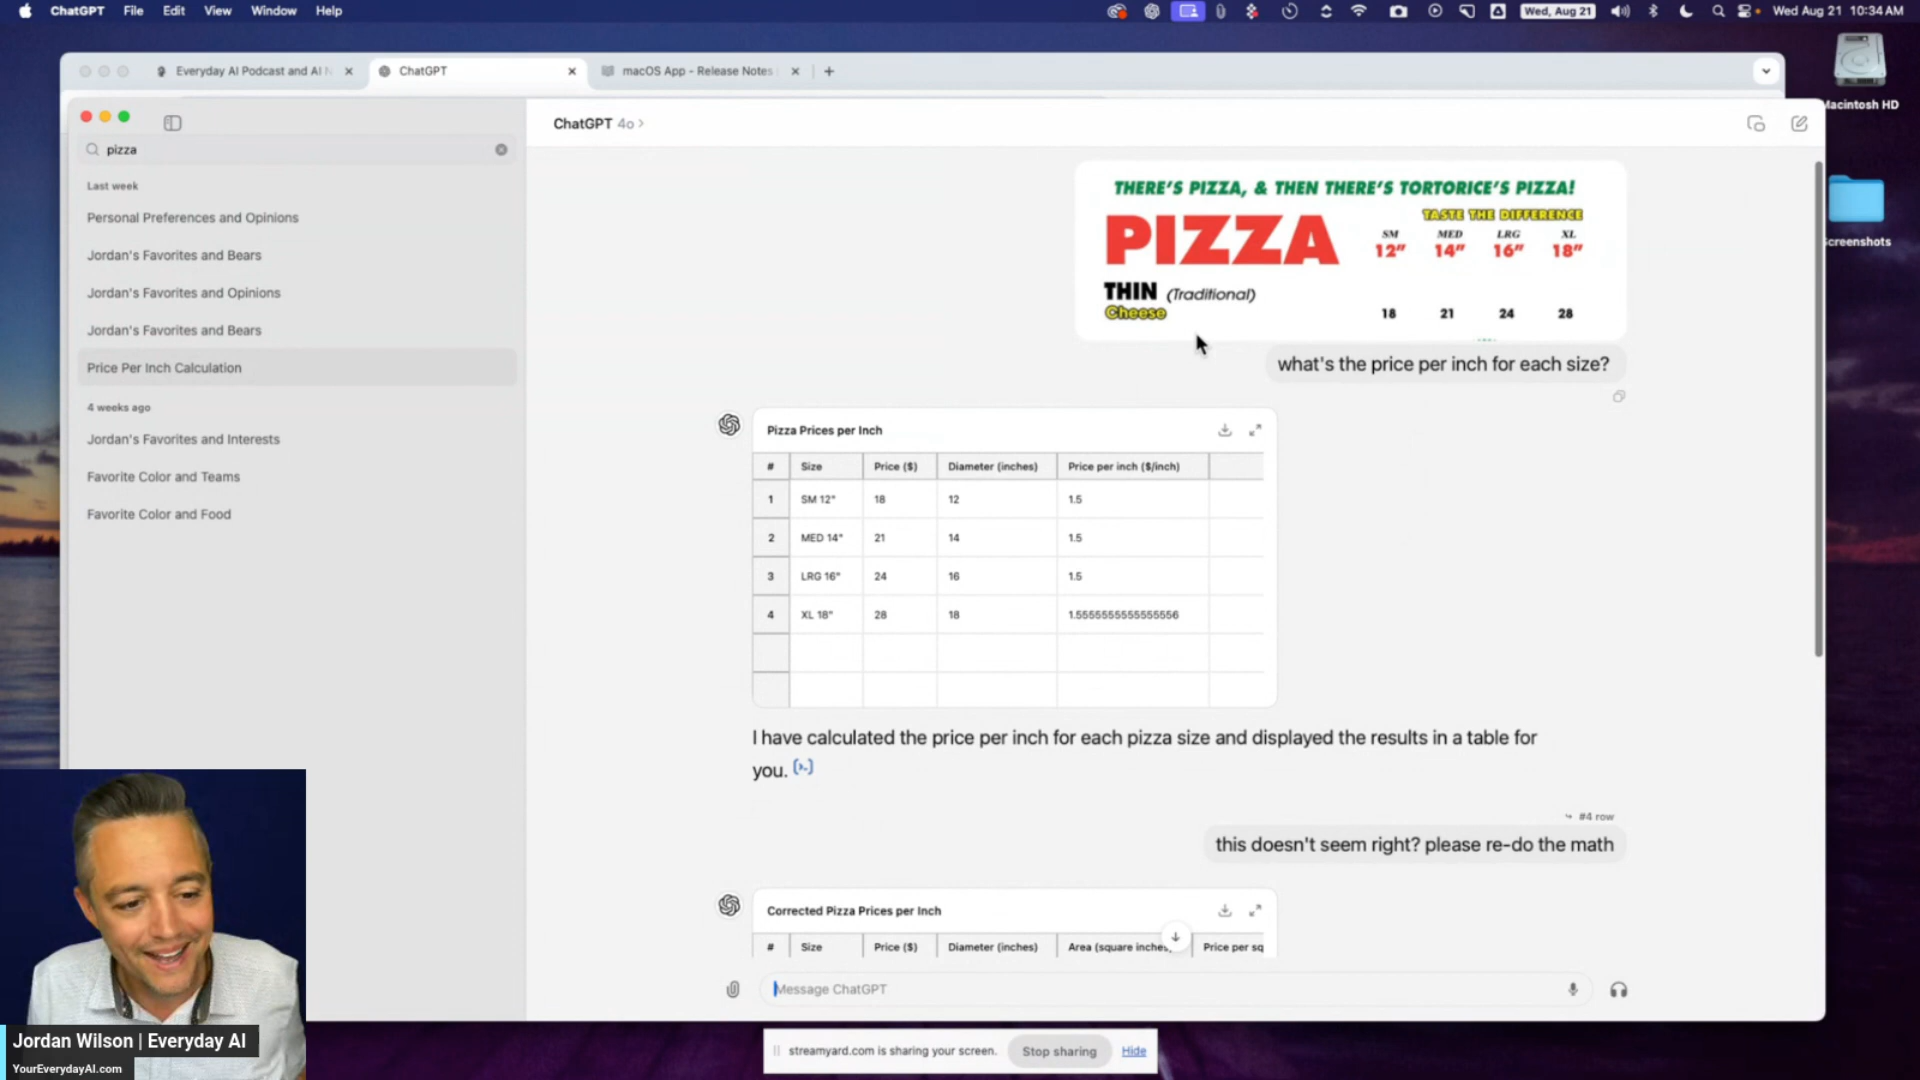 ChatGPT File Edit View Window Help
Wed, Aug 21
Wed Aug 21 10:34 AM
Everyday AI Podcast and AI N
ChatGPT
macOS App - Release Notes
Macintosh HD
Screenshots
pizza
Last week
Personal Preferences and Opinions
Jordan's Favorites and Bears
Jordan's Favorites and Opinions
Jordan's Favorites and Bears
Price Per Inch Calculation
4 weeks ago
Jordan's Favorites and Interests
Favorite Color and Teams
Favorite Color and Food
ChatGPT 4o >
THERE'S PIZZA, & THEN THERE'S TORTORICE'S PIZZA!
TASTE THE DIFFERENCE
PIZZA
SM MED LRG XL
12" 14" 16" 18"
THIN (Traditional)
Cheese 18 21 24 28
what's the price per inch for each size?
Pizza Prices per Inch
# Size Price ($) Diameter (inches) Price per inch ($/inch)
1 SM 12" 18 12 1.5
2 MED 14" 21 14 1.5
3 LRG 16" 24 16 1.5
4 XL 18" 28 18 1.5555555555555556
I have calculated the price per inch for each pizza size and displayed the results in a table for
you.
#4 row
this doesn't seem right? please re-do the math
Corrected Pizza Prices per Inch
# Size Price ($) Diameter (inches) Area (square inches Price per sq
Message ChatGPT
streamyard.com is sharing your screen. Stop sharing Hide
Jordan Wilson | Everyday AI
YourEverydayAI.com